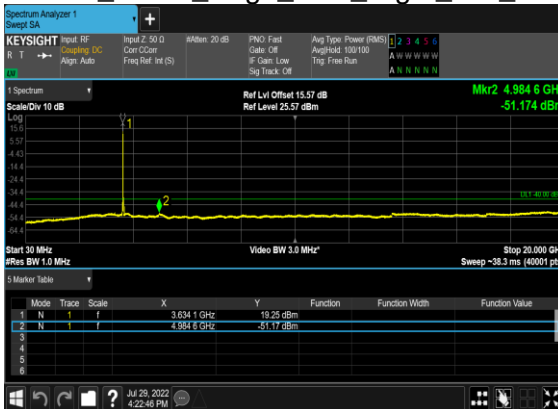 Spectrum Analyzer 1
Swept SA
+
KEYSIGHT Input: RF Input Z: 50 Ω #Atten: 20 dB PNO: Fast Avg Type: Power (RMS) 1 2 3 4 5 6
R T Coupling: DC Corr CCorr Gate: Off Avg|Hold: 100/100 A W W W W W
Align: Auto Freq Ref: Int (S) IF Gain: Low Trig: Free Run
LXI Sig Track: Off A N N N N N
1 Spectrum Ref Lvl Offset 15.57 dB Mkr2 4.984 6 GH
Scale/Div 10 dB Ref Level 25.57 dBm -51.174 dBr
Log
15.6
5.57
-4.43
-14.4
-24.4
-34.4
-44.4
-54.4
-64.4
1
2
DL1 -40.00 dB
Start 30 MHz Video BW 3.0 MHz* Stop 20.000 GH
#Res BW 1.0 MHz Sweep ~38.3 ms (40001 pt
5 Marker Table
Mode Trace Scale X Y Function Function Width Function Value
1 N 1 f 3.634 1 GHz 19.25 dBm
2 N 1 f 4.984 6 GHz -51.17 dBm
3
4
5
6
? Jul 29, 2022
4:22:46 PM